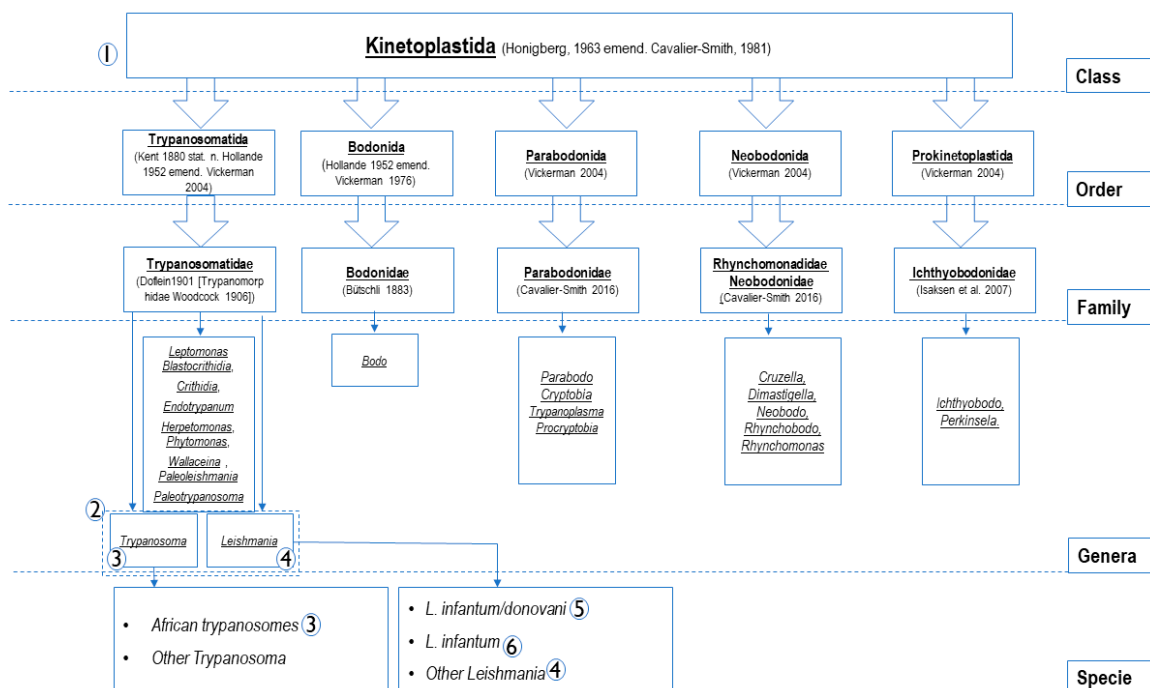 Kinetoplastida (Honigberg, 1963 emend. Cavalier-Smith, 1981)
1
Class
Trypanosomatida
(Kent 1880 stat. n. Hollande
1952 emend. Vickerman
2004)
Bodonida
(Hollande 1952 emend.
Vickerman 1976)
Parabodonida
(Vickerman 2004)
Neobodonida
(Vickerman 2004)
Prokinetoplastida
(Vickerman 2004)
Order
Trypanosomatidae
(Doflein1901 [Trypanomorp
hidae Woodcock 1906])
Bodonidae
(Bütschli 1883)
Parabodonidae
(Cavalier-Smith 2016)
Rhynchomonadidae
Neobodonidae
(Cavalier-Smith 2016)
Ichthyobodonidae
(Isaksen et al. 2007)
Family
Leptomonas
Blastocrithidia,
Crithidia,
Endotrypanum
Herpetomonas,
Phytomonas,
Wallaceina ,
Paleoleishmania
Paleotrypanosoma
Bodo
Parabodo
Cryptobia
Trypanoplasma
Procryptobia
Cruzella,
Dimastigella,
Neobodo,
Rhynchobodo,
Rhynchomonas
Ichthyobodo,
Perkinsela.
2
Trypanosoma
3
Leishmania
4
Genera
• African trypanosomes 3
• Other Trypanosoma
• L. infantum/donovani 5
• L. infantum 6
• Other Leishmania 4
Specie